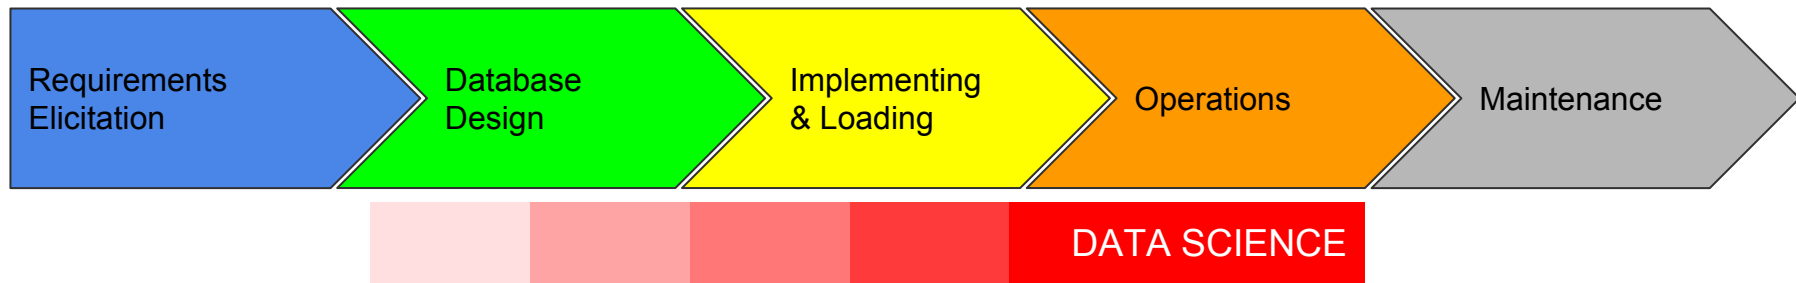 Requirements
Elicitation
Database
Design
Implementing
& Loading
Operations
Maintenance
DATA SCIENCE